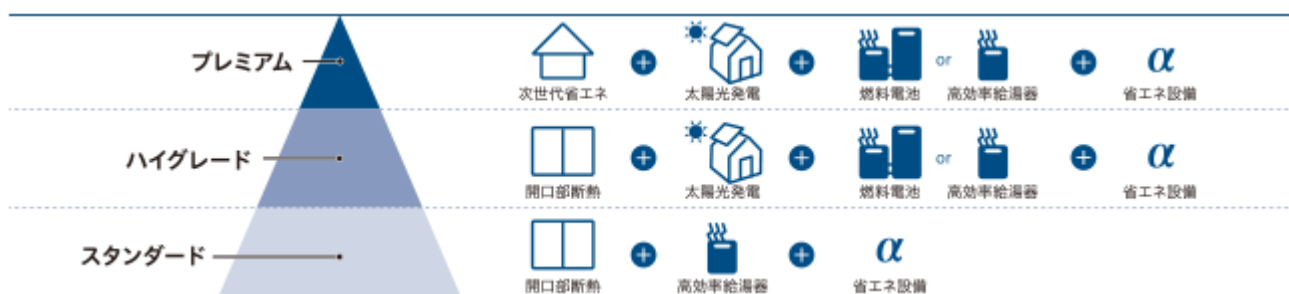 プレミアム
次世代省エネ
太陽光発電
燃料電池 or 高効率給湯器
α
省エネ設備
ハイグレード
開口部断熱
太陽光発電
燃料電池 or 高効率給湯器
α
省エネ設備
スタンダード
開口部断熱
高効率給湯器
α
省エネ設備